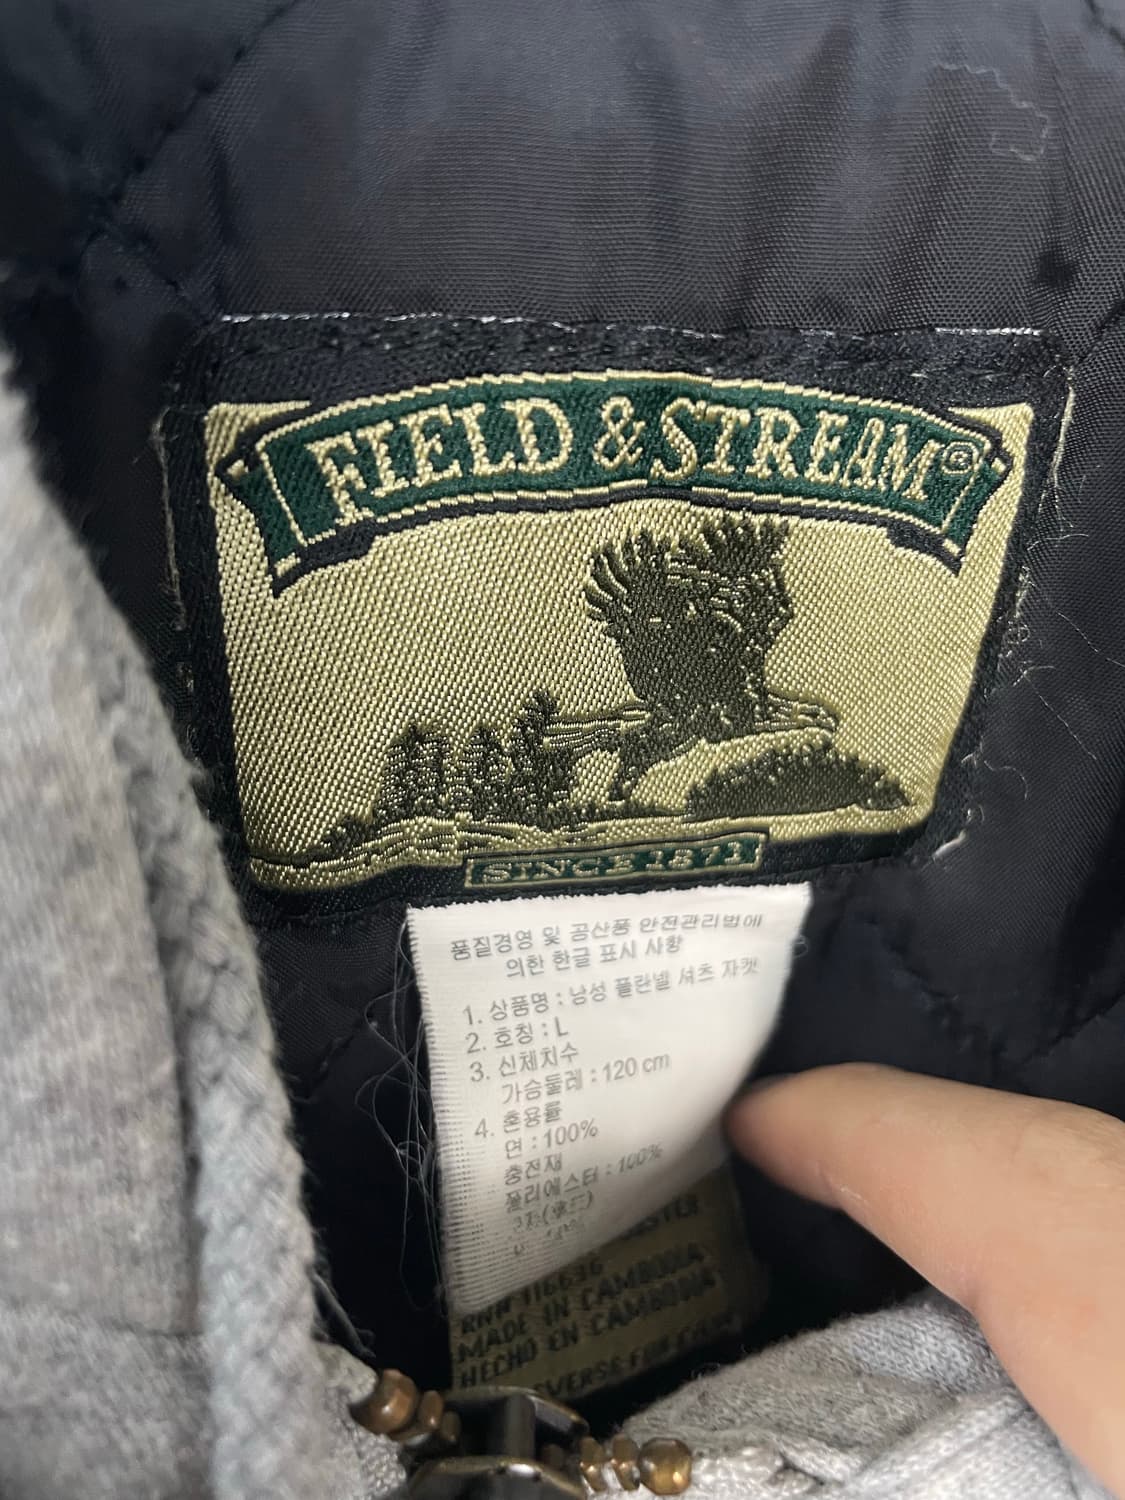 FIELD & STREAM®
SINCE 1871
품질경영 및 공산품 안전관리법에
의한 한글 표시 사항
1. 상품명 : 남성 플란넬 셔츠 자켓
2. 호칭 : L
3. 신체치수
가슴둘레 : 120 cm
4. 혼용률
면 : 100%
충전재
폴리에스터 : 100%
RN# 116636
MADE IN CAMBODIA
HECHO EN CAMBODIA